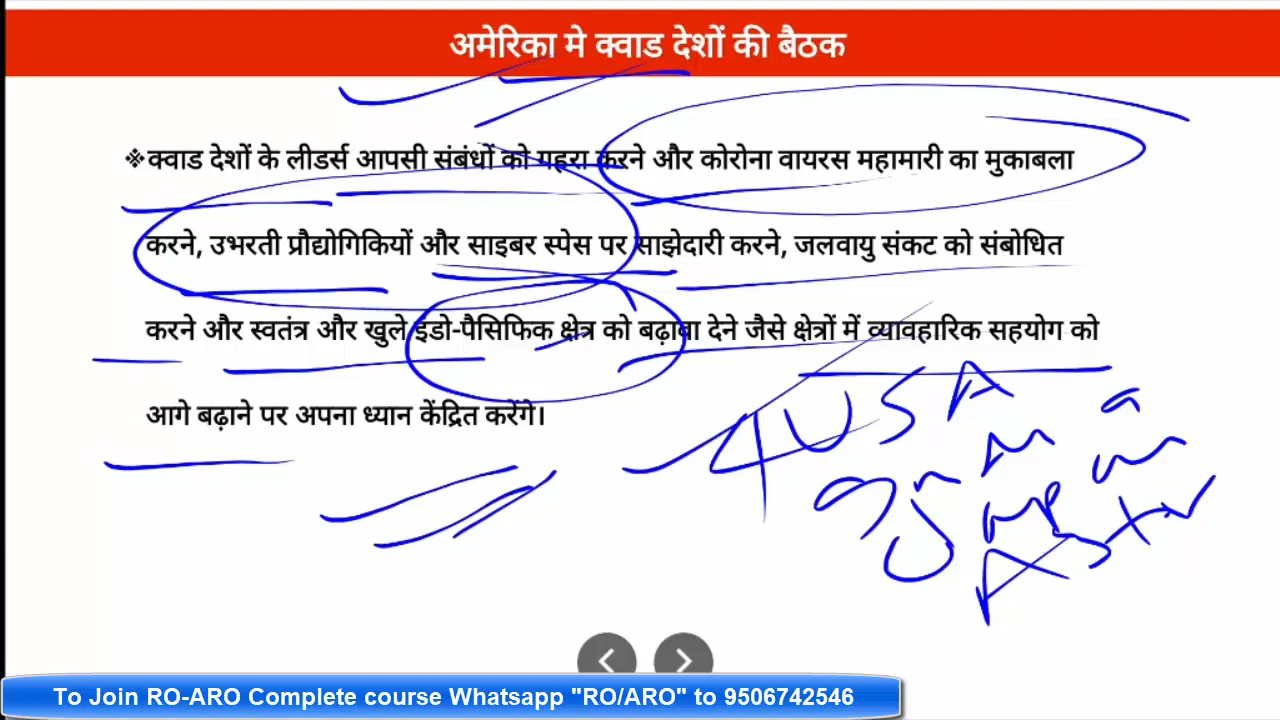 अमेरिका मे क्वाड देशों की बैठक
❖क्वाड देशों के लीडर्स आपसी संबंधों को गहरा करने और कोरोना वायरस महामारी का मुकाबला
करने, उभरती प्रौद्योगिकियों और साइबर स्पेस पर साझेदारी करने, जलवायु संकट को संबोधित
करने और स्वतंत्र और खुले इंडो-पैसिफिक क्षेत्र को बढ़ावा देने जैसे क्षेत्रों में व्यावहारिक सहयोग को
आगे बढ़ाने पर अपना ध्यान केंद्रित करेंगे।
4 USA
To Join RO-ARO Complete course Whatsapp "RO/ARO" to 9506742546